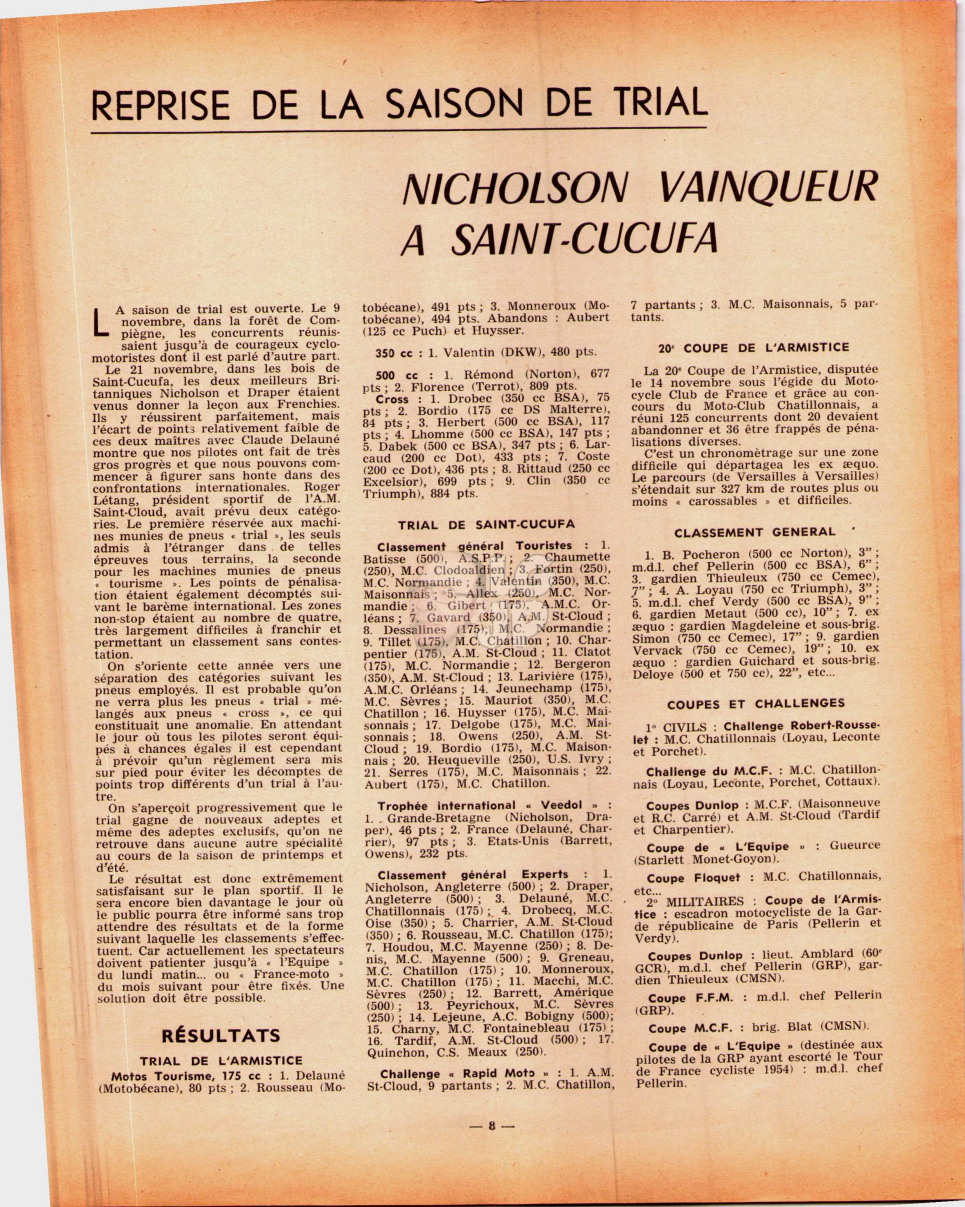 REPRISE DE LA SAISON DE TRIAL
NICHOLSON VAINQUEUR
A SAINT-CUCUFA
LA saison de trial est ouverte. Le 9
novembre, dans la forêt de Com-
piègne, les concurrents réunis-
saient jusqu'à de courageux cyclo-
motoristes dont il est parlé d'autre part.
Le 21 novembre, dans les bois de
Saint-Cucufa, les deux meilleurs Bri-
tanniques Nicholson et Draper étaient
venus donner la leçon aux Frenchies.
Ils y réussirent parfaitement, mais
l'écart de points relativement faible de
ces deux maîtres avec Claude Delauné
montre que nos pilotes ont fait de très
gros progrès et que nous pouvons com-
mencer à figurer sans honte dans des
confrontations internationales. Roger
Létang, président sportif de l'A.M.
Saint-Cloud, avait prévu deux catégo-
ries. Le première réservée aux machi-
nes munies de pneus « trial », les seuls
admis à l'étranger dans de telles
épreuves tous terrains, la seconde
pour les machines munies de pneus
« tourisme ». Les points de pénalisa-
tion étaient également décomptés sui-
vant le barème international. Les zones
non-stop étaient au nombre de quatre,
très largement difficiles à franchir et
permettant un classement sans contes-
tation.
On s'oriente cette année vers une
séparation des catégories suivant les
pneus employés. Il est probable qu'on
ne verra plus les pneus « trial » mé-
langés aux pneus « cross », ce qui
constituait une anomalie. En attendant
le jour où tous les pilotes seront équi-
pés à chances égales il est cependant
à prévoir qu'un règlement sera mis
sur pied pour éviter les décomptes de
points trop différents d'un trial à l'au-
tre.
On s'aperçoit progressivement que le
trial gagne de nouveaux adeptes et
même des adeptes exclusifs, qu'on ne
retrouve dans aucune autre spécialité
au cours de la saison de printemps et
d'été.
Le résultat est donc extrêmement
satisfaisant sur le plan sportif. Il le
sera encore bien davantage le jour où
le public pourra être informé sans trop
attendre des résultats et de la forme
suivant laquelle les classements s'effec-
tuent. Car actuellement les spectateurs
doivent patienter jusqu'à « l'Equipe »
du lundi matin... ou « France-moto »
du mois suivant pour être fixés. Une
solution doit être possible.
RÉSULTATS
TRIAL DE L'ARMISTICE
Motos Tourisme, 175 cc : 1. Delauné
(Motobécane), 80 pts ; 2. Rousseau (Mo-
tobécane), 491 pts ; 3. Monneroux (Mo-
tobécane), 494 pts. Abandons : Aubert
(125 cc Puch) et Huysser.
350 cc : 1. Valentin (DKW), 480 pts.
500 cc : 1. Rémond (Norton), 677
pts ; 2. Florence (Terrot), 809 pts.
Cross : 1. Drobec (350 cc BSA), 75
pts ; 2. Bordio (175 cc DS Malterre),
84 pts ; 3. Herbert (500 cc BSA), 117
pts ; 4. Lhomme (500 cc BSA), 147 pts ;
5. Dabek (500 cc BSA), 347 pts ; 6. Lar-
caud (200 cc Dot), 433 pts ; 7. Coste
(200 cc Dot), 436 pts ; 8. Rittaud (250 cc
Excelsior), 699 pts ; 9. Clin (350 cc
Triumph), 884 pts.
TRIAL DE SAINT-CUCUFA
Classement général Touristes : 1.
Batisse (500), A.S.P.P. ; 2. Chaumette
(250), M.C. Clodoaldien ; 3. Fortin (250),
M.C. Normandie ; 4. Valentin (350), M.C.
Maisonnais ; 5. Allex (250), M.C. Nor-
mandie ; 6. Gibert (175), A.M.C. Or-
léans ; 7. Gavard (350), A.M. St-Cloud ;
8. Dessalines (175), M.C. Normandie ;
9. Tillet (175), M.C. Châtillon ; 10. Char-
pentier (175), A.M. St-Cloud ; 11. Clatot
(175), M.C. Normandie ; 12. Bergeron
(350), A.M. St-Cloud ; 13. Larivière (175),
A.M.C. Orléans ; 14. Jeunechamp (175),
M.C. Sèvres ; 15. Mauriot (350), M.C.
Chatillon ; 16. Huysser (175), M.C. Mai-
sonnais ; 17. Delgobe (175), M.C. Mai-
sonnais ; 18. Owens (250), A.M. St-
Cloud ; 19. Bordio (175), M.C. Maison-
nais ; 20. Heuqueville (250), U.S. Ivry ;
21. Serres (175), M.C. Maisonnais ; 22.
Aubert (175), M.C. Chatillon.
Trophée international « Veedol » :
1. Grande-Bretagne (Nicholson, Dra-
per), 46 pts ; 2. France (Delauné, Char-
rier), 97 pts ; 3. Etats-Unis (Barrett,
Owens), 232 pts.
Classement général Experts : 1.
Nicholson, Angleterre (500) ; 2. Draper,
Angleterre (500) ; 3. Delauné, M.C.
Chatillonnais (175) ; 4. Drobecq, M.C.
Oise (350) ; 5. Charrier, A.M. St-Cloud
(350) ; 6. Rousseau, M.C. Chatillon (175);
7. Houdou, M.C. Mayenne (250) ; 8. De-
nis, M.C. Mayenne (500) ; 9. Greneau,
M.C. Chatillon (175) ; 10. Monneroux,
M.C. Chatillon (175) ; 11. Macchi, M.C.
Sèvres (250) ; 12. Barrett, Amérique
(500) ; 13. Peyrichoux, M.C. Sèvres
(250) ; 14. Lejeune, A.C. Bobigny (500);
15. Charny, M.C. Fontainebleau (175) ;
16. Tardif, A.M. St-Cloud (500) ; 17.
Quinchon, C.S. Meaux (250).
Challenge « Rapid Moto » : 1. A.M.
St-Cloud, 9 partants ; 2. M.C. Chatillon,
7 partants ; 3. M.C. Maisonnais, 5 par-
tants.
20e COUPE DE L'ARMISTICE
La 20e Coupe de l'Armistice, disputée
le 14 novembre sous l'égide du Moto-
cycle Club de France et grâce au con-
cours du Moto-Club Chatillonnais, a
réuni 125 concurrents dont 20 devaient
abandonner et 36 être frappés de péna-
lisations diverses.
C'est un chronomètrage sur une zone
difficile qui départagea les ex æquo.
Le parcours (de Versailles à Versailles)
s'étendait sur 327 km de routes plus ou
moins « carossables » et difficiles.
CLASSEMENT GENERAL
1. B. Pocheron (500 cc Norton), 3" ;
m.d.l. chef Pellerin (500 cc BSA), 6" ;
3. gardien Thieuleux (750 cc Cemec),
7" ; 4. A. Loyau (750 cc Triumph), 3" ;
5. m.d.l. chef Verdy (500 cc BSA), 9" ;
6. gardien Metaut (500 cc), 10" ; 7. ex
æquo : gardien Magdeleine et sous-brig.
Simon (750 cc Cemec), 17" ; 9. gardien
Vervack (750 cc Cemec), 19" ; 10. ex
æquo : gardien Guichard et sous-brig.
Deloye (500 et 750 cc), 22", etc...
COUPES ET CHALLENGES
1o CIVILS : Challenge Robert-Rousse-
let : M.C. Chatillonnais (Loyau, Leconte
et Porchet).
Challenge du M.C.F. : M.C. Chatillon-
nais (Loyau, Leconte, Porchet, Cottaux).
Coupes Dunlop : M.C.F. (Maisonneuve
et R.C. Carré) et A.M. St-Cloud (Tardif
et Charpentier).
Coupe de « L'Equipe » : Gueurce
(Starlett Monet-Goyon).
Coupe Floquet : M.C. Chatillonnais,
etc...
2o MILITAIRES : Coupe de l'Armis-
tice : escadron motocycliste de la Gar-
de républicaine de Paris (Pellerin et
Verdy).
Coupes Dunlop : lieut. Amblard (60e
GCR), m.d.l. chef Pellerin (GRP), gar-
dien Thieuleux (CMSN).
Coupe F.F.M. : m.d.l. chef Pellerin
(GRP).
Coupe M.C.F. : brig. Blat (CMSN).
Coupe de « L'Equipe » (destinée aux
pilotes de la GRP ayant escorté le Tour
de France cycliste 1954) : m.d.l. chef
Pellerin.
— 8 —